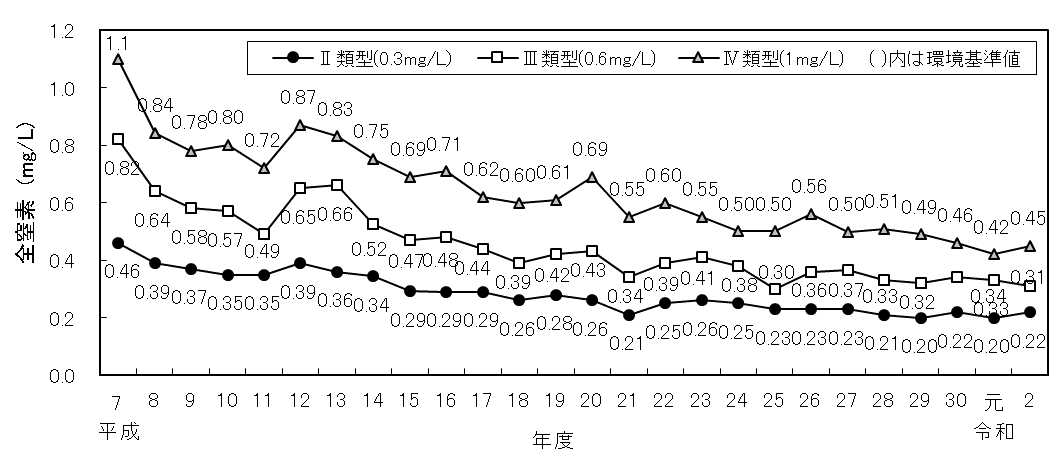 1.2
1.0
0.8
0.6
0.4
0.2
0.0
全窒素 (mg/L)
Ⅱ類型(0.3mg/L) Ⅲ類型(0.6mg/L) Ⅳ類型(1mg/L) ( )内は環境基準値
1.1 0.84 0.78 0.80 0.72 0.87 0.83 0.75 0.69 0.71 0.62 0.60 0.61 0.69 0.55 0.60 0.55 0.50 0.50 0.56 0.50 0.51 0.49 0.46 0.42 0.45
0.82 0.64 0.58 0.57 0.49 0.65 0.66 0.52 0.47 0.48 0.44 0.39 0.42 0.43 0.34 0.39 0.41 0.38 0.30 0.36 0.37 0.33 0.32 0.34 0.33 0.31
0.46 0.39 0.37 0.35 0.35 0.39 0.36 0.34 0.29 0.29 0.29 0.26 0.28 0.26 0.21 0.25 0.26 0.25 0.23 0.23 0.23 0.21 0.20 0.22 0.20 0.22
7 8 9 10 11 12 13 14 15 16 17 18 19 20 21 22 23 24 25 26 27 28 29 30 元 2
平成 令和
年度